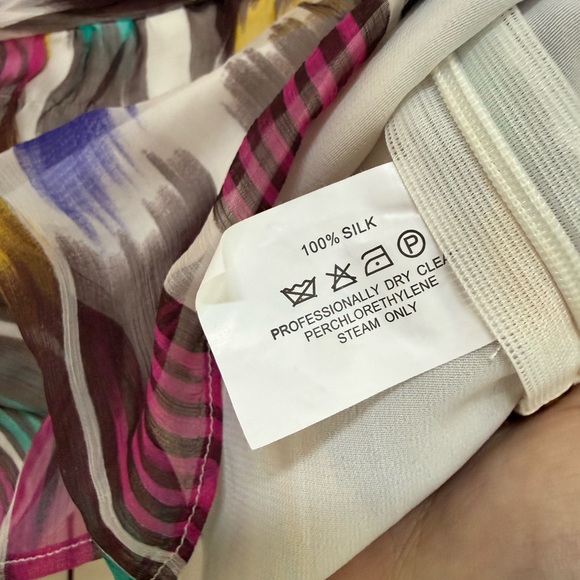 100% SILK
P
PROFESSIONALLY DRY CLEA
PERCHLORETHYLENE
STEAM ONLY